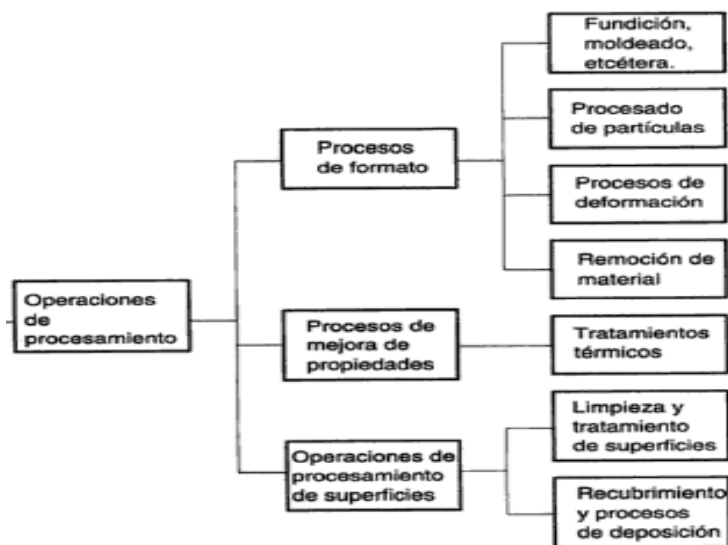 Fundición,
moldeado,
etcétera.
Procesado
de partículas
Procesos
de formato
Procesos de
deformación
Remoción de
material
Operaciones
de
procesamiento
Procesos de
mejora de
propiedades
Tratamientos
térmicos
Limpieza y
tratamiento
de superficies
Operaciones de
procesamiento
de superficies
Recubrimiento
y procesos
de deposición